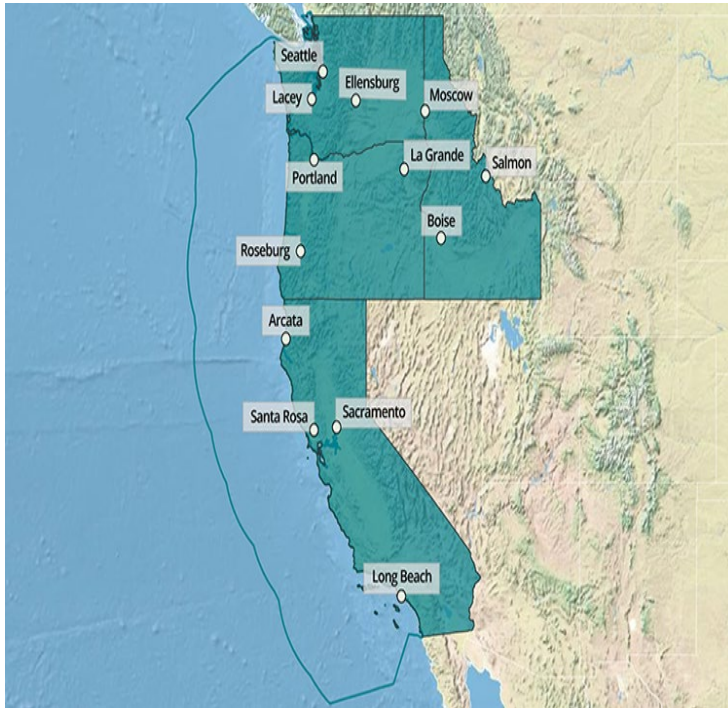 Seattle
Ellensburg
Lacey
Moscow
La Grande
Portland
Salmon
Boise
Roseburg
Arcata
Santa Rosa
Sacramento
Long Beach